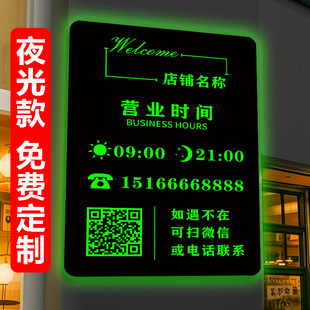 夜光款 免费定制
Welcome
店铺名称
营业时间
BUSINESS HOURS
09:00 21:00
15166668888
如遇不在
可扫微信
或电话联系